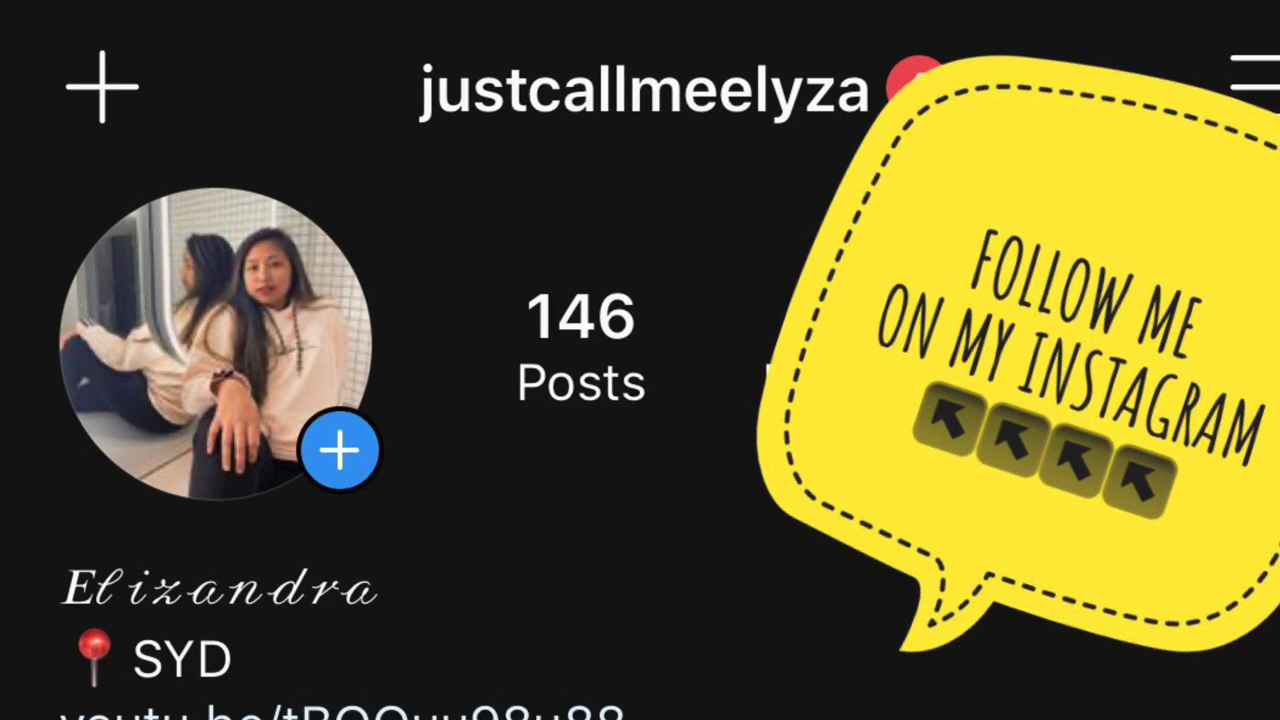 justcallmeelyza
146
Posts
FOLLOW ME
ON MY INSTAGRAM
Elizandra
SYD